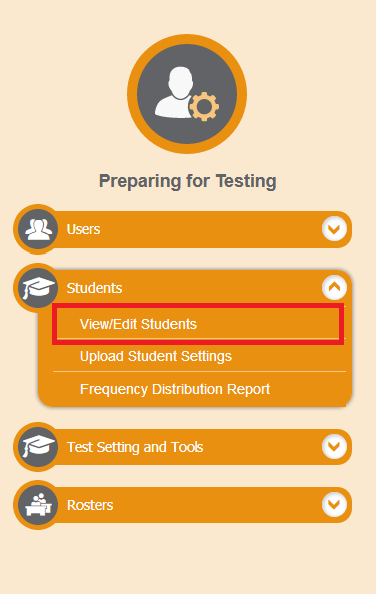 Preparing for Testing
Users
Students
View/Edit Students
Upload Student Settings
Frequency Distribution Report
Test Setting and Tools
Rosters